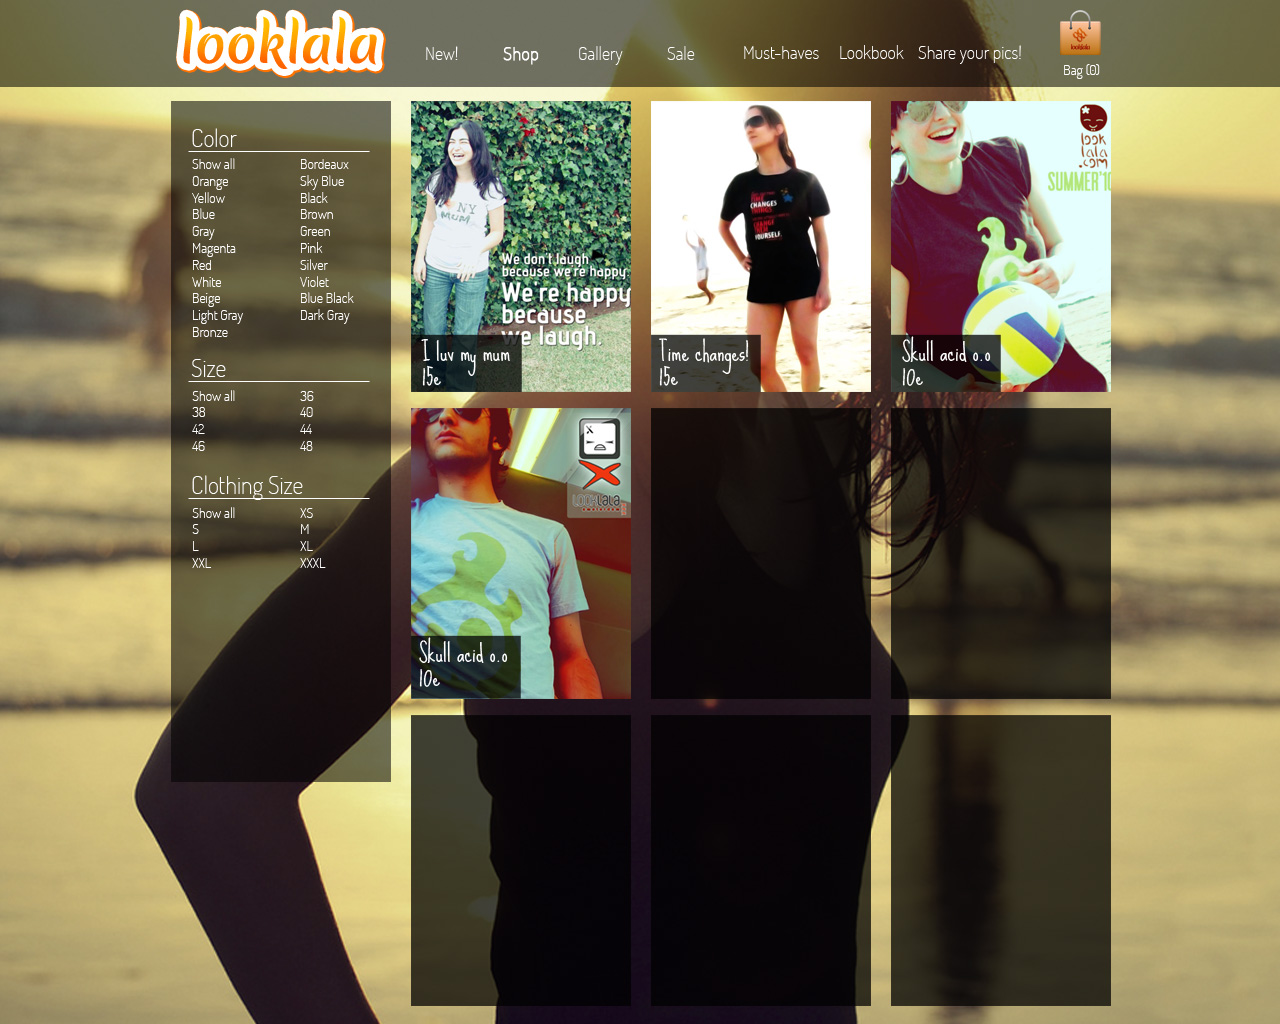 looklala
New! Shop Gallery Sale Must-haves Lookbook Share your pics!
Bag (0)
Color
Show all Bordeaux
Orange Sky Blue
Yellow Black
Blue Brown
Gray Green
Magenta Pink
Red Silver
White Violet
Beige Blue Black
Light Gray Dark Gray
Bronze
Size
Show all 36
38 40
42 44
46 48
Clothing Size
Show all XS
S M
L XL
XXL XXXL
NY
MUM
We don't laugh
because we're happy.
We're happy
because
we laugh.
I luv my mum
15e
CHANGES
THINGS
CHANGE
THEM
YOURSELF.
Time changes!
15e
look
lala
.com
SUMMER'10
Skull acid o.o
10e
LOOKLALA
Skull acid o.o
10e